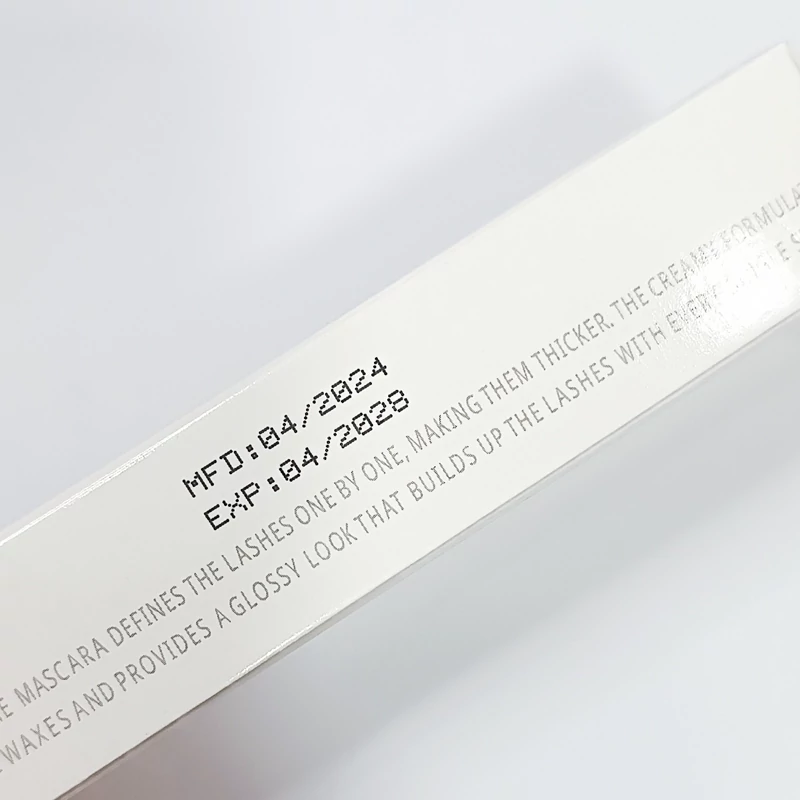 MFD:04/2024
EXP:04/2028
MASCARA DEFINES THE LASHES ONE BY ONE, MAKING THEM THICKER. THE CREAMY
WAXES AND PROVIDES A GLOSSY LOOK THAT BUILDS UP THE LASHES WITH